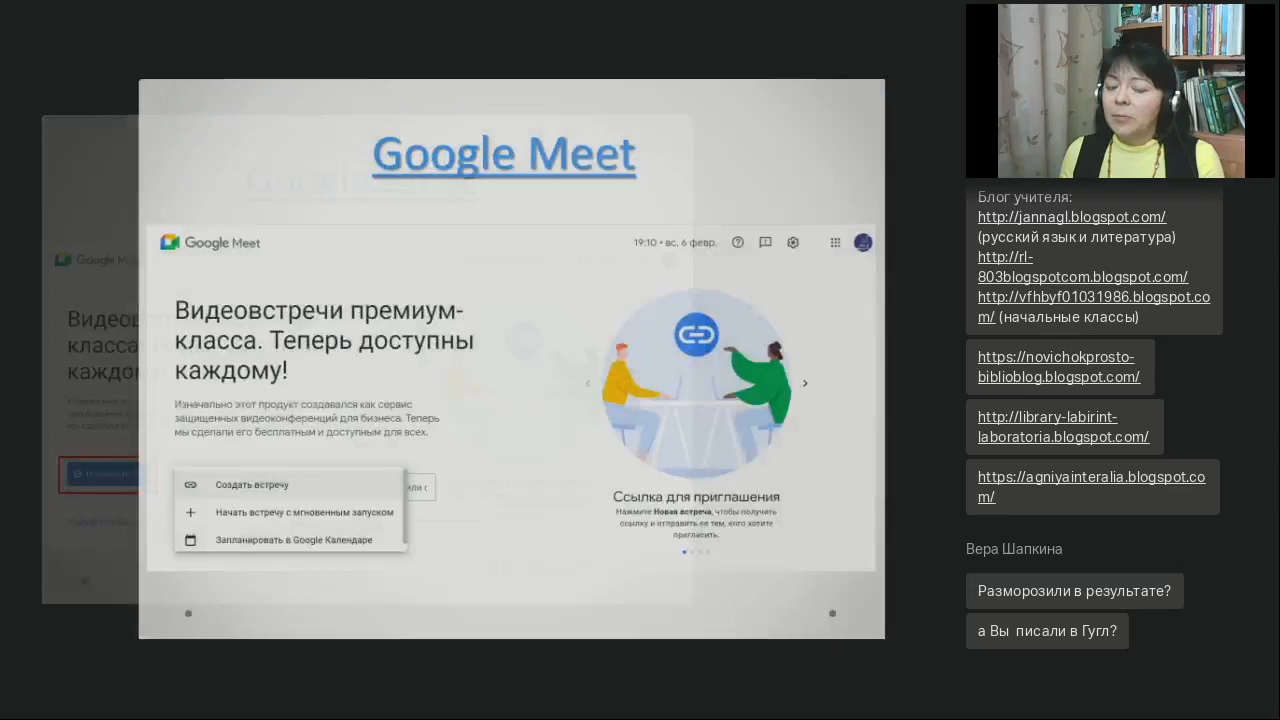 Google Meet
Google Meet
19:10 • вс, 6 февр.
Видеовстречи премиум-
класса. Теперь доступны
каждому!
Изначально этот продукт создавался как сервис
защищенных видеоконференций для бизнеса. Теперь
мы сделали его бесплатным и доступным для всех.
Создать встречу
Начать встречу с мгновенным запуском
Запланировать в Google Календаре
или с
Ссылка для приглашения
Нажмите Новая встреча, чтобы получить
ссылку и отправить ее тем, кого хотите
пригласить.
Блог учителя:
http://jannagl.blogspot.com/
(русский язык и литература)
http://rl-
803blogspotcom.blogspot.com/
http://vfhbyf01031986.blogspot.co
m/ (начальные классы)
https://novichokprosto-
biblioblog.blogspot.com/
http://library-labirint-
laboratoria.blogspot.com/
https://agniyainteralia.blogspot.co
m/
Вера Шапкина
Разморозили в результате?
а Вы писали в Гугл?